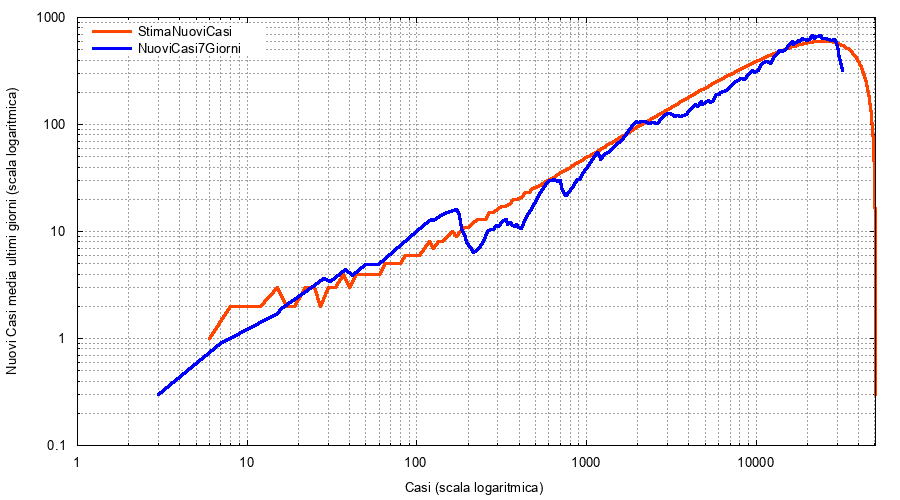 1000
100
10
1
0.1
1
10
100
1000
10000
StimaNuoviCasi
NuoviCasi7Giorni
Nuovi Casi media ultimi giorni (scala logaritmica)
Casi (scala logaritmica)